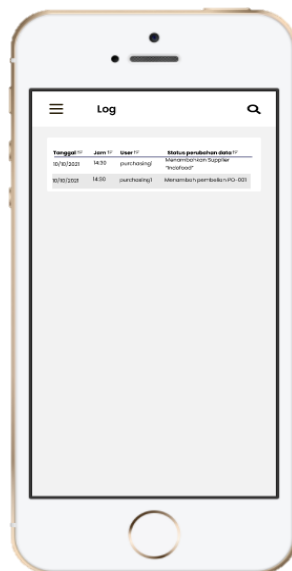 Log
Tanggal Jam User Status perubahan data
10/10/2021 14:30 purchasing1 Menambahkan Supplier
"Indofood"
10/10/2021 14:30 purchasing1 Menambah pembelian PG-001